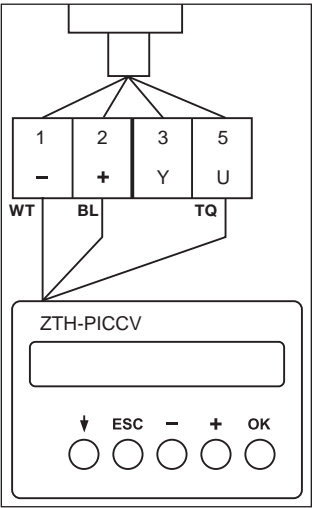 1 2 3 5
− + Y U
WT BL TQ
ZTH-PICCV
ESC − + OK